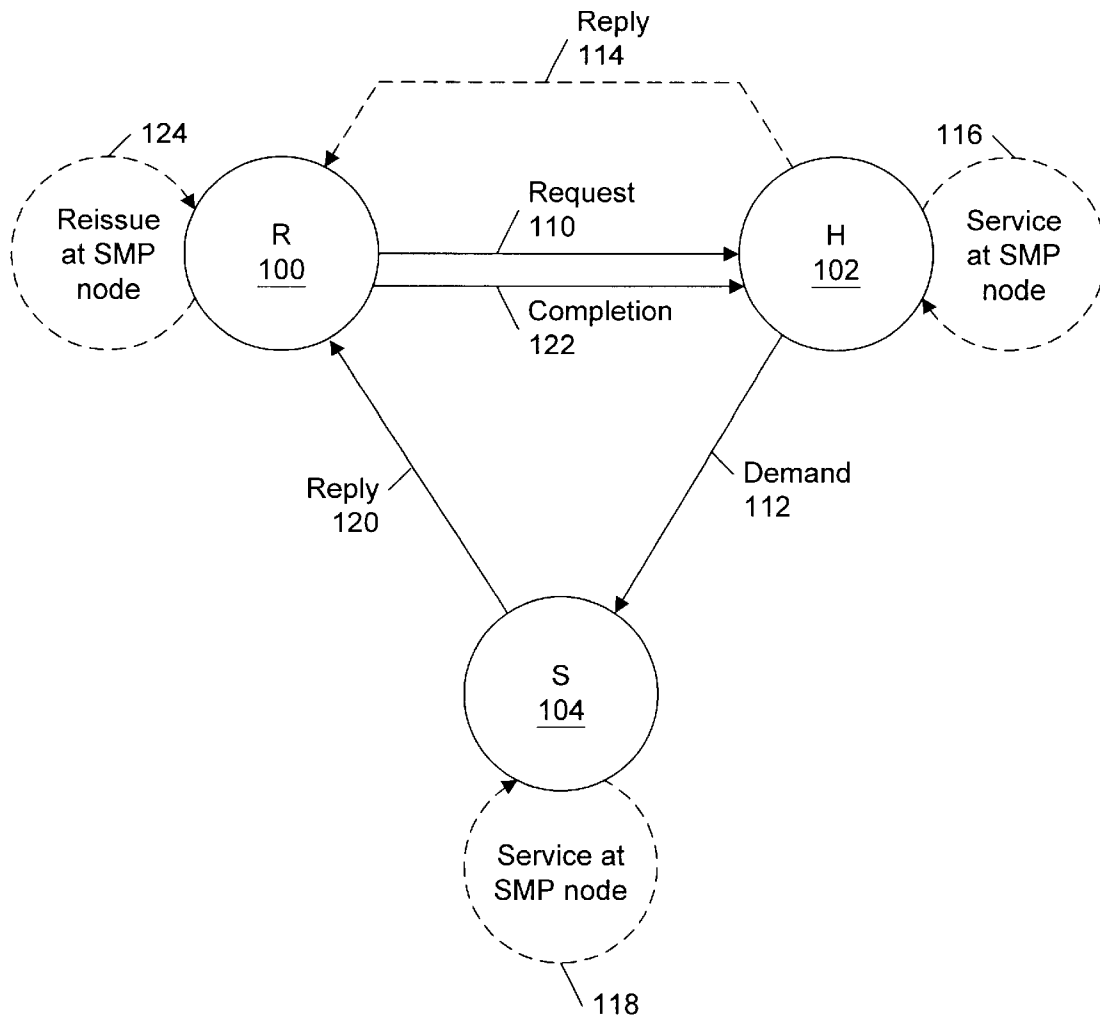 Reply
114
124
116
Reissue
at SMP
node
R
100
Request
110
Completion
122
H
102
Service
at SMP
node
Reply
120
Demand
112
S
104
Service at
SMP node
118